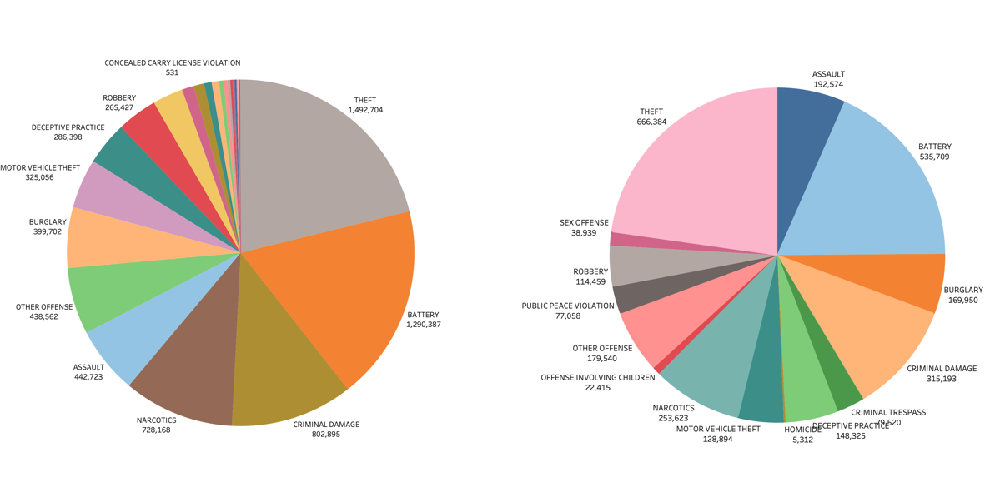 CONCEALED CARRY LICENSE VIOLATION
531
THEFT
1,492,704
ROBBERY
265,427
DECEPTIVE PRACTICE
286,398
MOTOR VEHICLE THEFT
325,056
BURGLARY
399,702
OTHER OFFENSE
438,562
BATTERY
1,290,387
ASSAULT
442,723
NARCOTICS
728,168
CRIMINAL DAMAGE
802,895
ASSAULT
192,574
THEFT
666,384
BATTERY
535,709
SEX OFFENSE
38,939
ROBBERY
114,459
BURGLARY
169,950
PUBLIC PEACE VIOLATION
77,058
OTHER OFFENSE
179,540
CRIMINAL DAMAGE
315,193
OFFENSE INVOLVING CHILDREN
22,415
NARCOTICS
253,623
CRIMINAL TRESPASS
79,520
MOTOR VEHICLE THEFT
128,894
HOMICIDE
5,312
DECEPTIVE PRACTICE
148,325